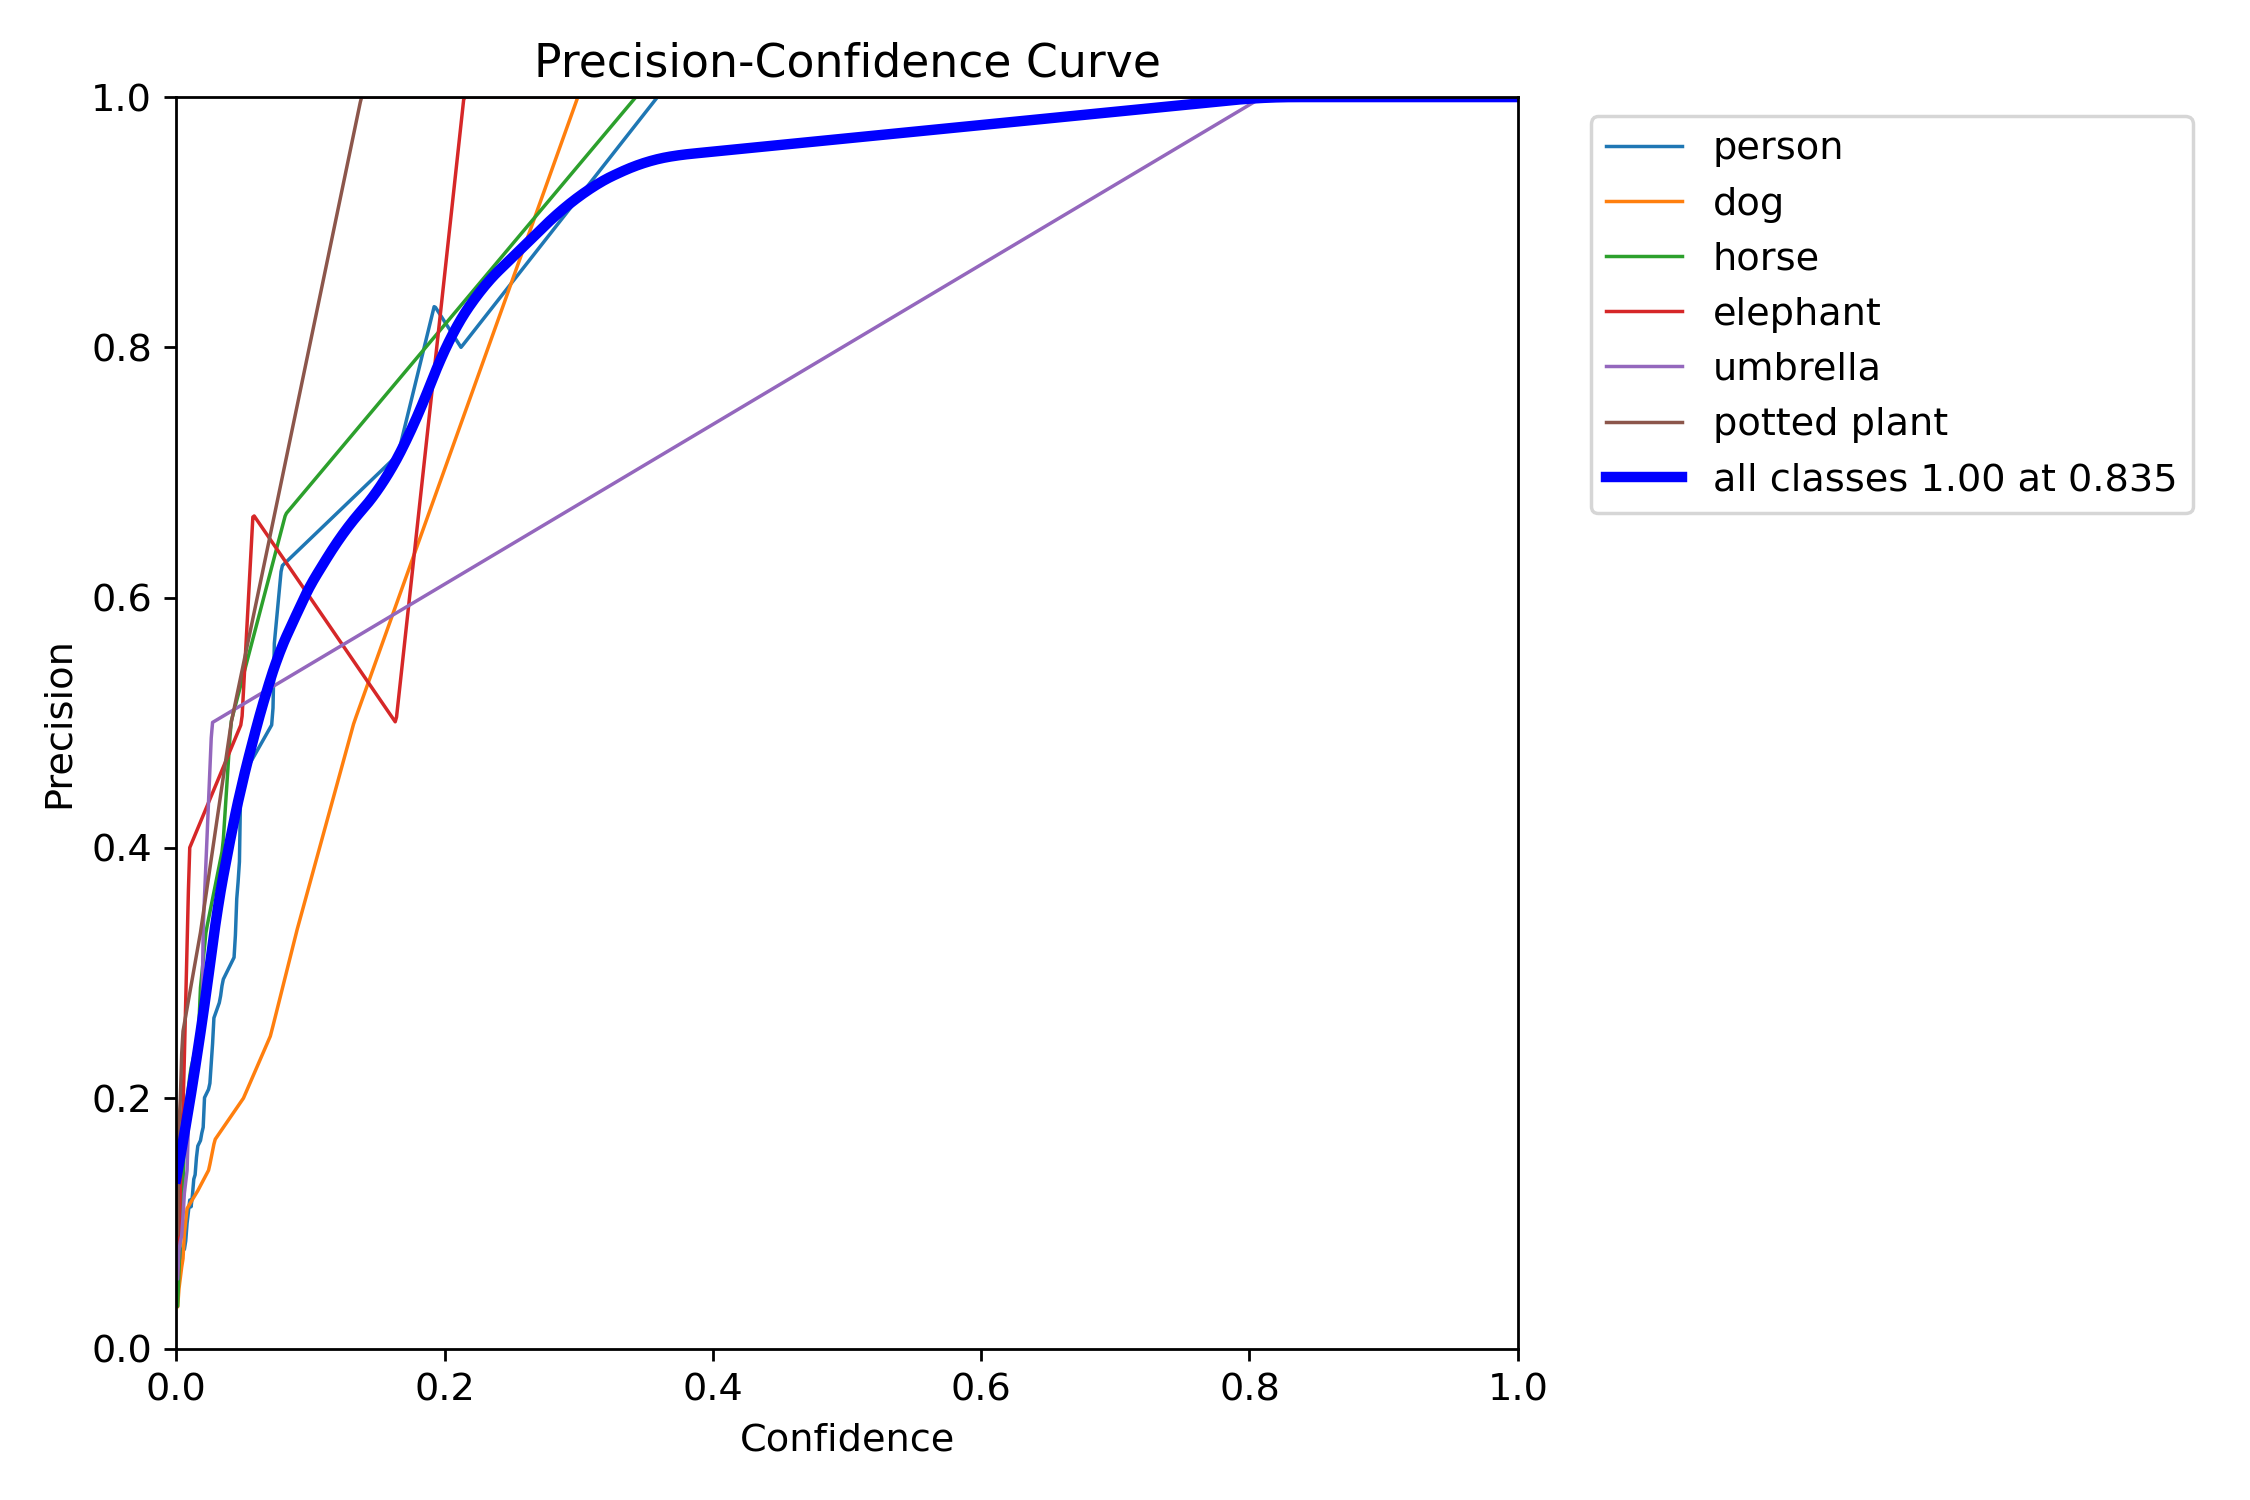 Precision-Confidence Curve
1.0
0.8
0.6
0.4
0.2
0.0
Precision
0.0 0.2 0.4 0.6 0.8 1.0
Confidence
person
dog
horse
elephant
umbrella
potted plant
all classes 1.00 at 0.835